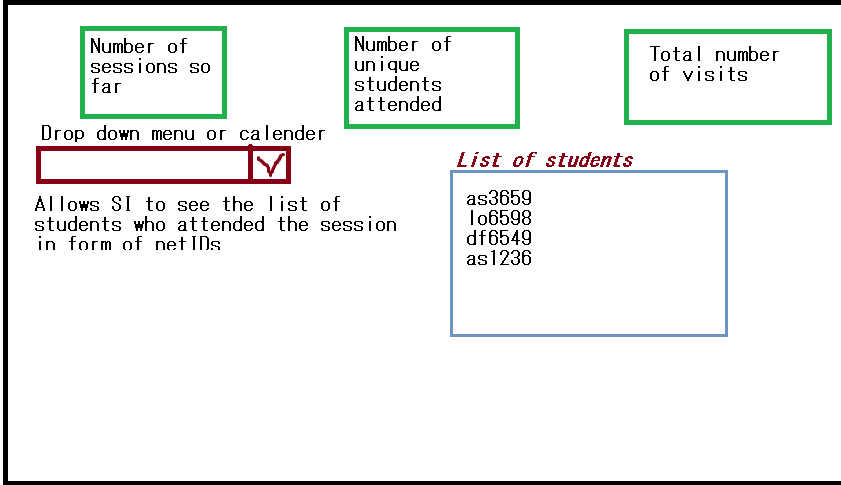 Number of
sessions so
far
Number of
unique
students
attended
Total number
of visits
Drop down menu or calender
Allows SI to see the list of
students who attended the session
in form of netIDs
List of students
as3659
lo6598
df6549
as1236